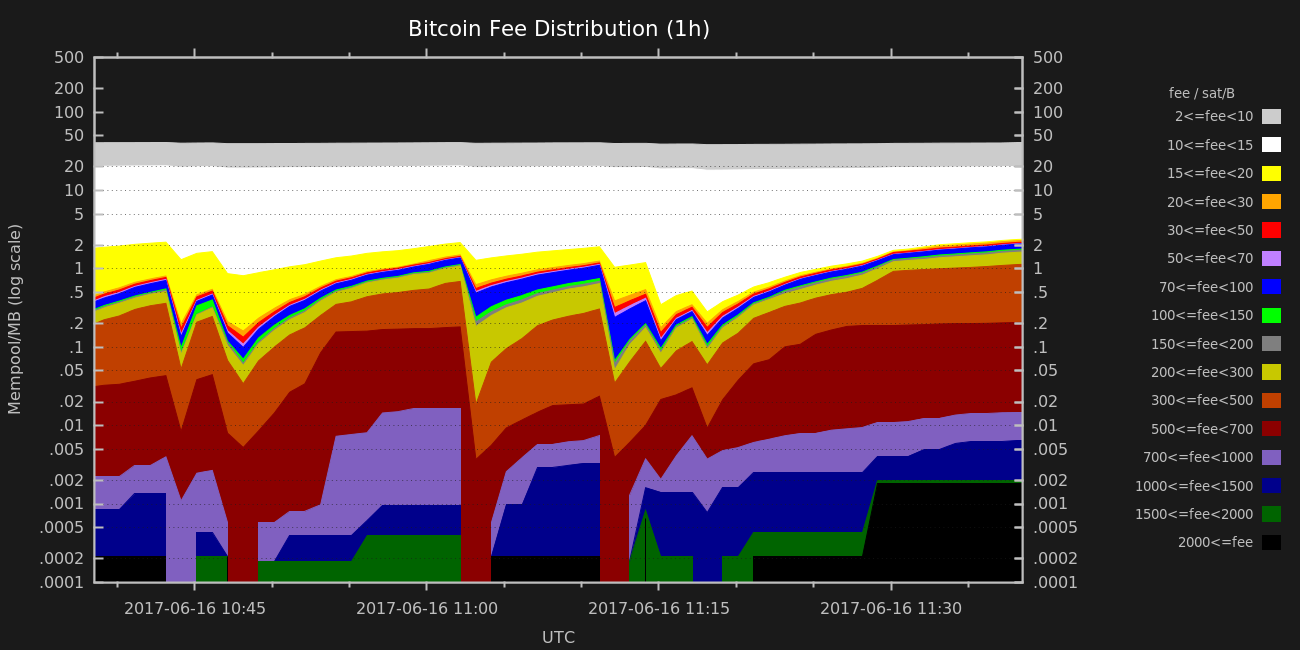 Bitcoin Fee Distribution (1h)
500 500
200 200
100 100
50 50
20 20
10 10
5 5
2 2
1 1
.5 .5
.2 .2
.1 .1
.05 .05
.02 .02
.01 .01
.005 .005
.002 .002
.001 .001
.0005 .0005
.0002 .0002
.0001 .0001
Mempool/MB (log scale)
2017-06-16 10:45 2017-06-16 11:00 2017-06-16 11:15 2017-06-16 11:30
UTC
fee / sat/B
2<=fee<10
10<=fee<15
15<=fee<20
20<=fee<30
30<=fee<50
50<=fee<70
70<=fee<100
100<=fee<150
150<=fee<200
200<=fee<300
300<=fee<500
500<=fee<700
700<=fee<1000
1000<=fee<1500
1500<=fee<2000
2000<=fee